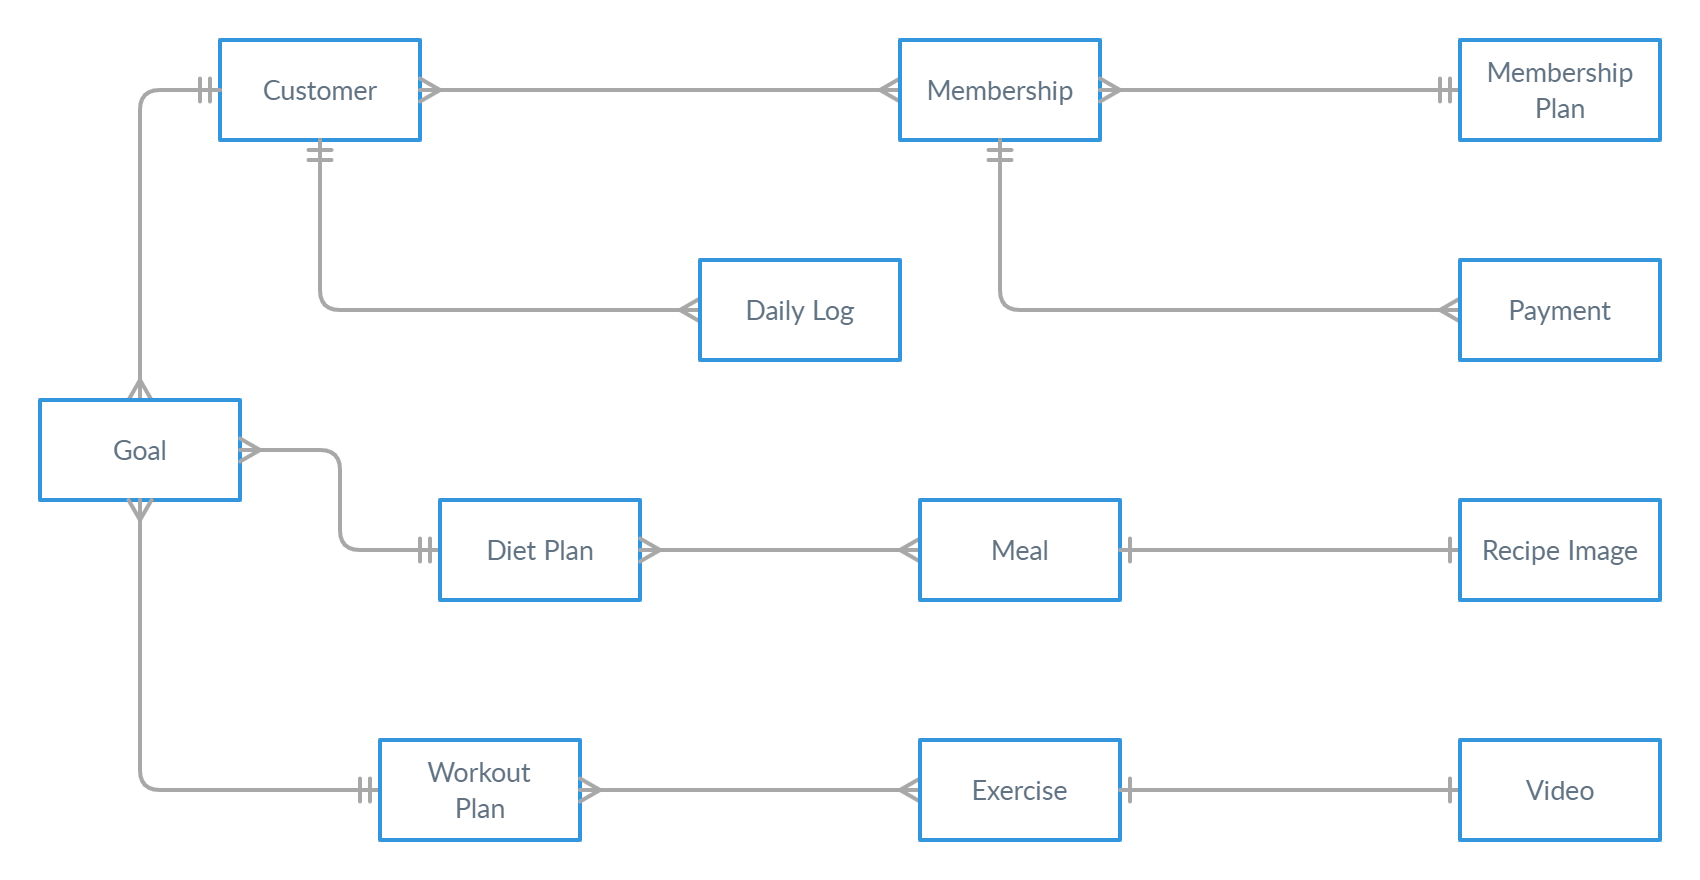 Customer
Membership
Membership
Plan
Daily Log
Payment
Goal
Diet Plan
Meal
Recipe Image
Workout
Plan
Exercise
Video